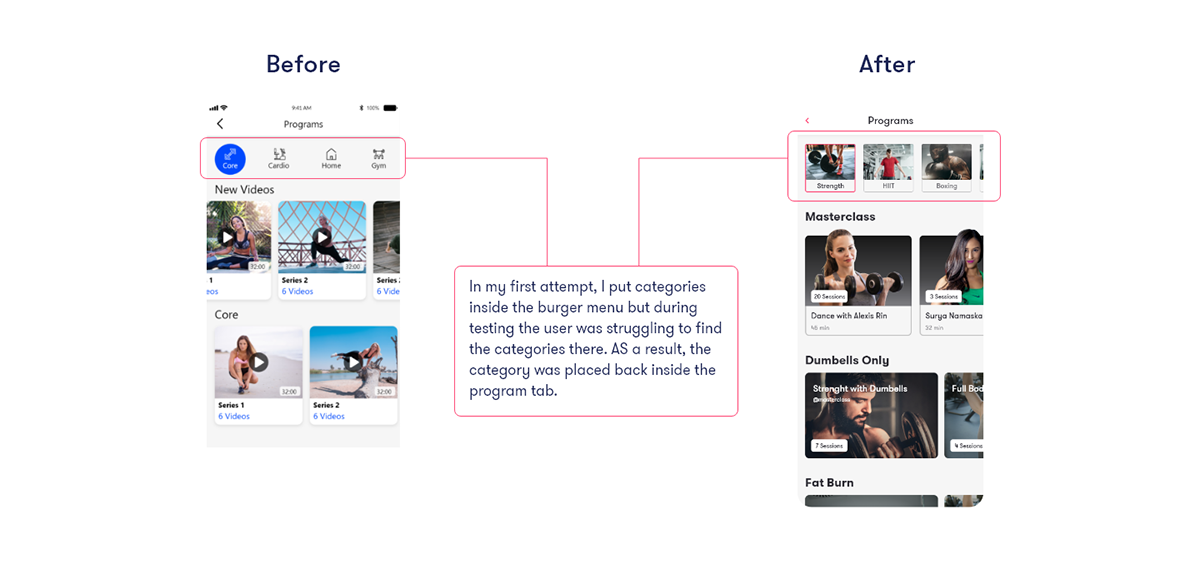 Before
After
9:41 AM
100%
Programs
Core
Cardio
Home
Gym
New Videos
32:00
32:00
1
Series 2
Series 2
eos
6 Videos
6 Vide
Core
32:00
32:00
Series 1
Series 2
6 Videos
6 Videos
In my first attempt, I put categories
inside the burger menu but during
testing the user was struggling to find
the categories there. AS a result, the
category was placed back inside the
program tab.
Programs
Strength
HIIT
Boxing
Masterclass
20 Sessions
3 Sessions
Dance with Alexis Rin
Surya Namaska
48 min
32 min
Dumbells Only
Strenght with Dumbells
Full Bod
@masterclass
7 Sessions
4 Sessions
Fat Burn